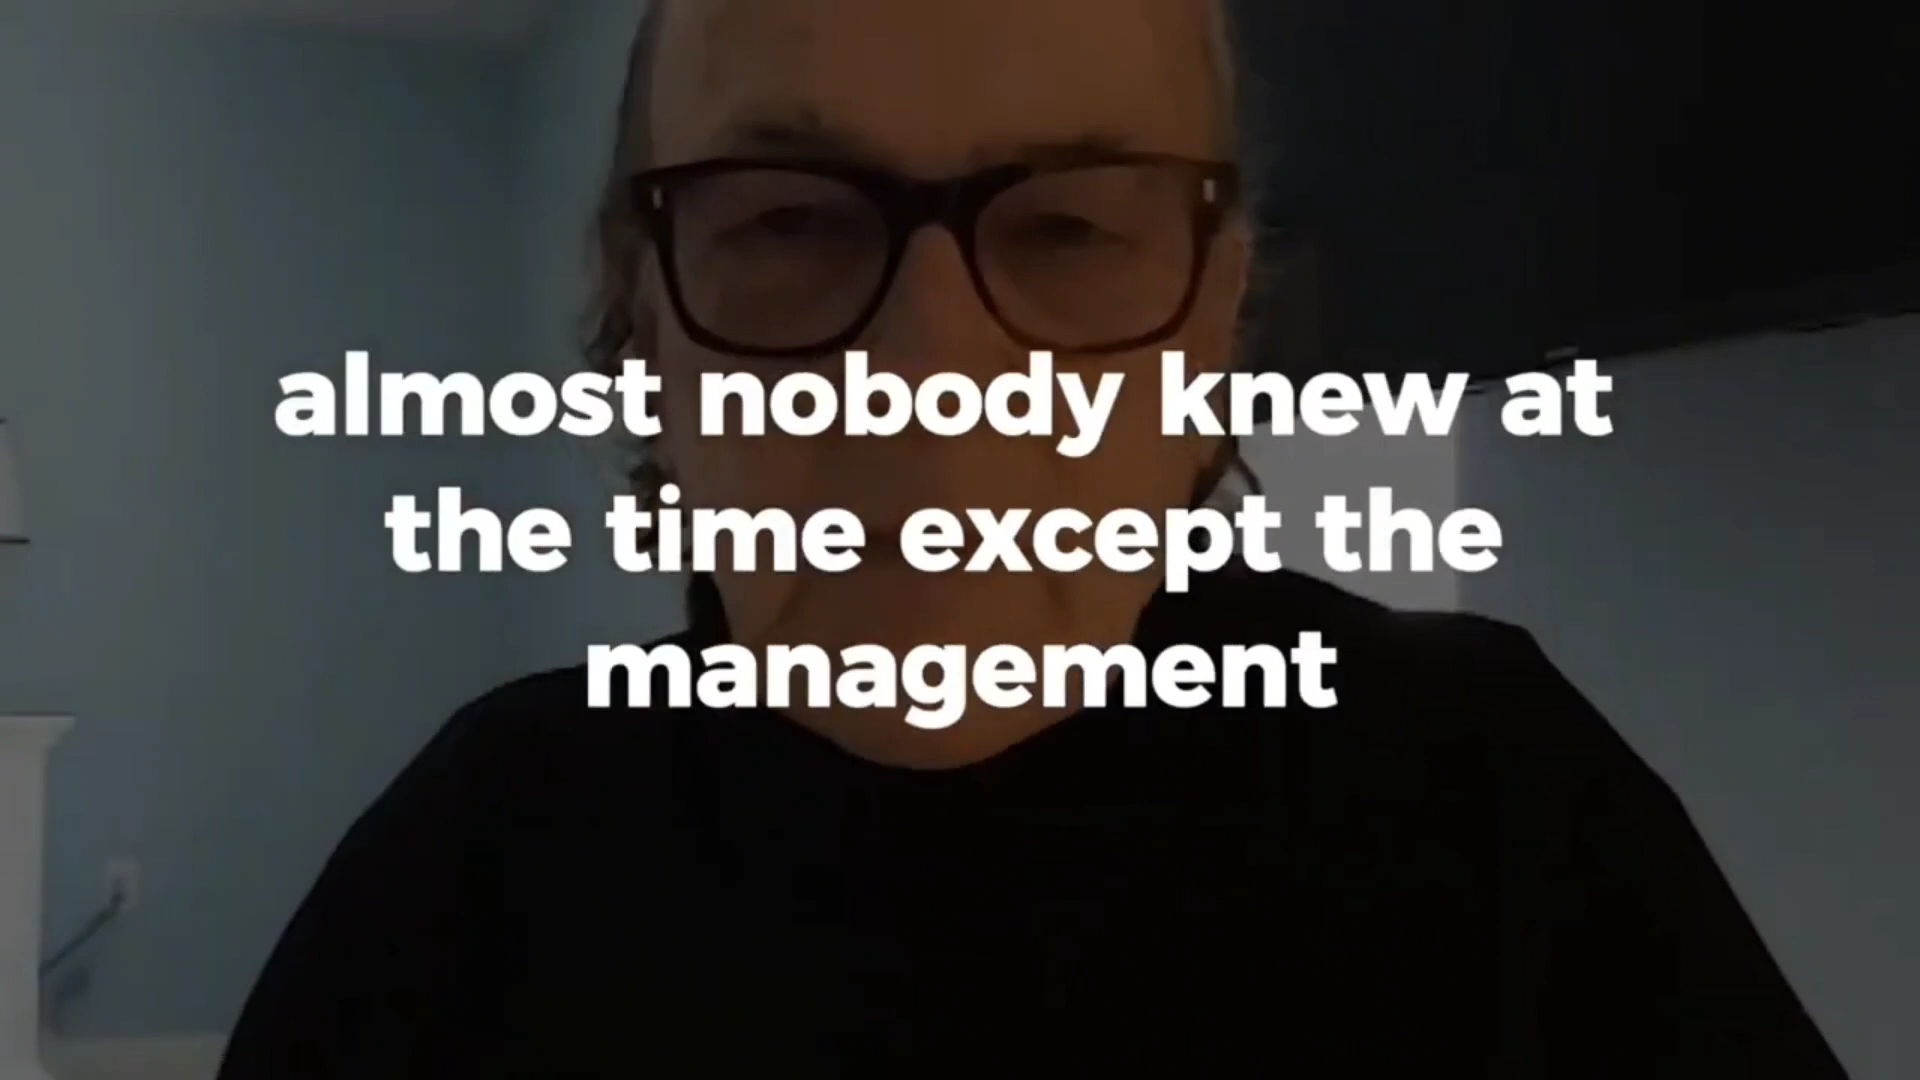 almost nobody knew at
the time except the
management